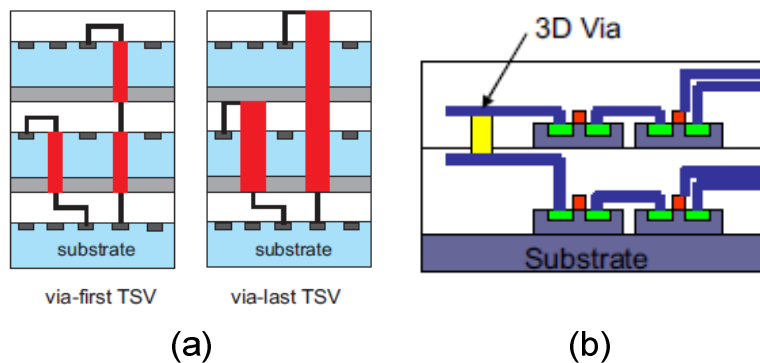 3D Via
substrate
substrate
Substrate
via-first TSV
via-last TSV
(a)
(b)